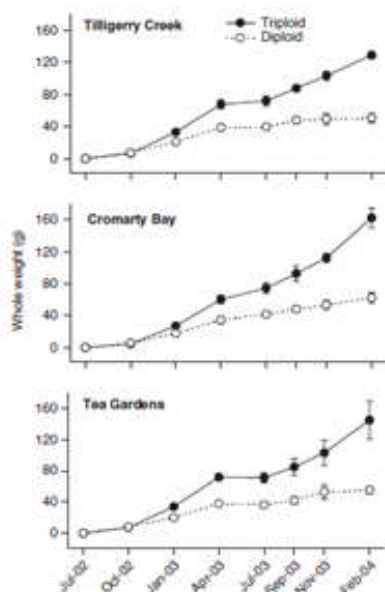 Tilligerry Creek
Triploid
Diploid
160
120
80
40
0
Cromarty Bay
160
120
80
40
0
Whole weight (g)
Tea Gardens
160
120
80
40
0
Jul-02 Oct-02 Jan-03 Apr-03 Jul-03 Sep-03 Nov-03 Feb-04